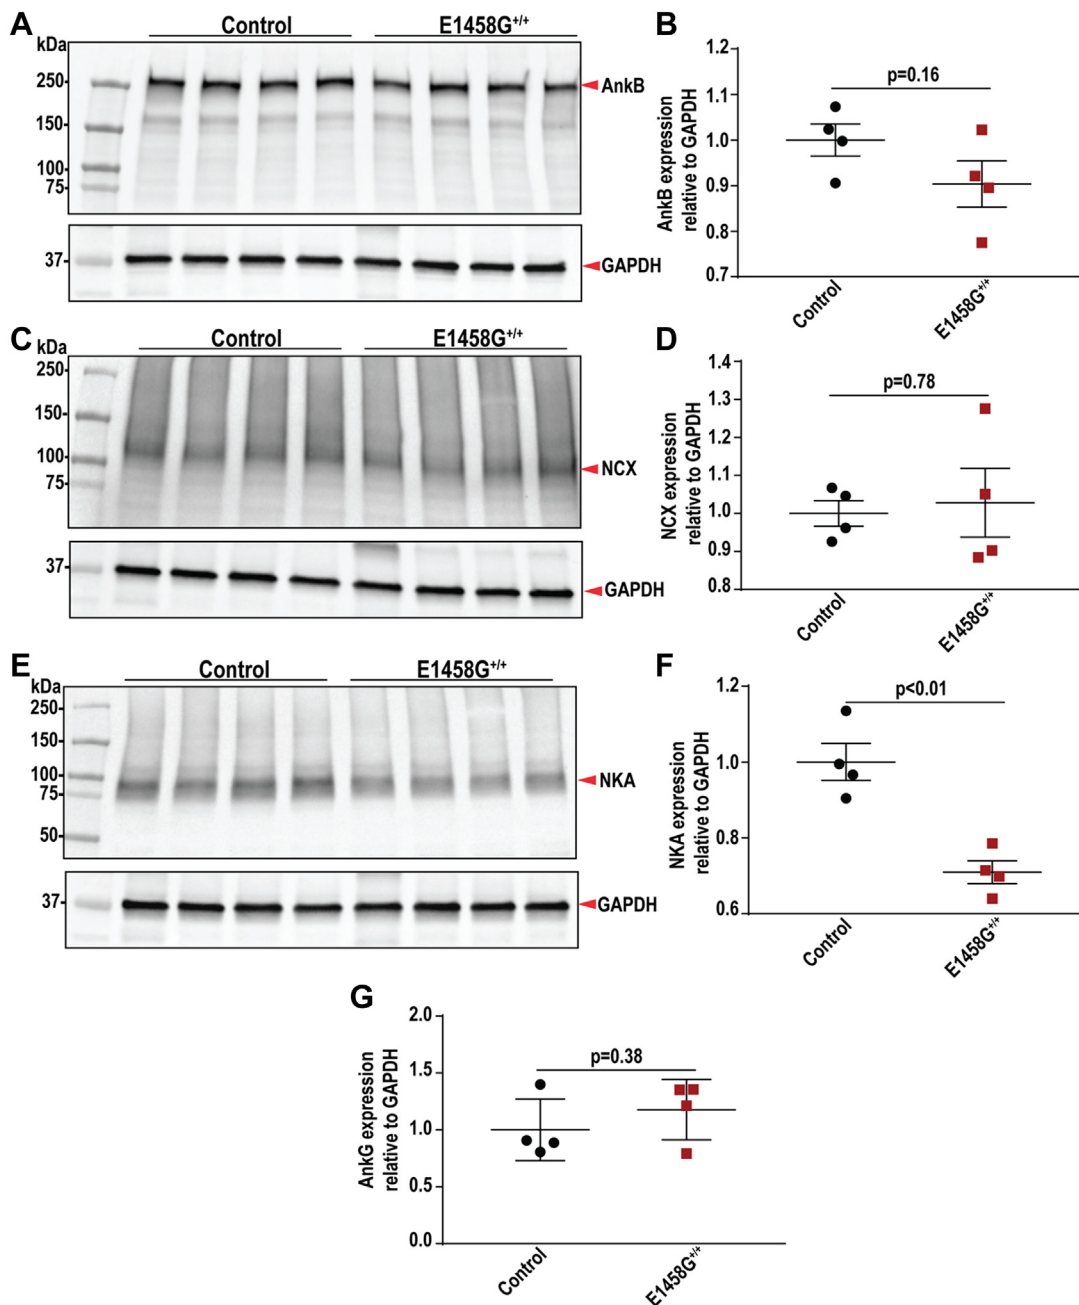 A
kDa
Control
E1458G+/+
250
150
100
75
AnkB
37
GAPDH
B
1.2
1.1
1.0
0.9
0.8
0.7
AnkB expression
relative to GAPDH
p=0.16
Control
E1458G+/+
C
kDa
Control
E1458G+/+
250
150
100
75
NCX
37
GAPDH
D
1.4
1.3
1.2
1.1
1.0
0.9
0.8
NCX expression
relative to GAPDH
p=0.78
Control
E1458G+/+
E
kDa
Control
E1458G+/+
250
150
100
75
50
NKA
37
GAPDH
F
1.2
1.0
0.8
0.6
NKA expression
relative to GAPDH
p<0.01
Control
E1458G+/+
G
2.0
1.5
1.0
0.5
0.0
AnkG expression
relative to GAPDH
p=0.38
Control
E1458G+/+